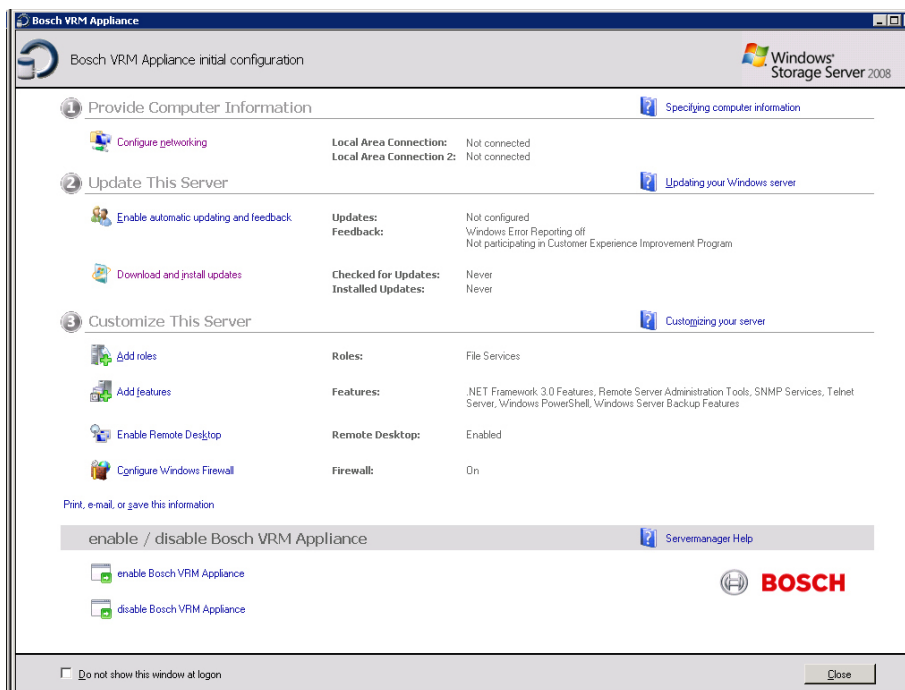 Bosch VRM Appliance
Bosch VRM Appliance initial configuration
Windows®
Storage Server 2008
1 Provide Computer Information
Specifying computer information
Configure networking
Local Area Connection: Not connected
Local Area Connection 2: Not connected
2 Update This Server
Updating your Windows server
Enable automatic updating and feedback
Updates: Not configured
Feedback: Windows Error Reporting off
Not participating in Customer Experience Improvement Program
Download and install updates
Checked for Updates: Never
Installed Updates: Never
3 Customize This Server
Customizing your server
Add roles
Roles: File Services
Add features
Features: .NET Framework 3.0 Features, Remote Server Administration Tools, SNMP Services, Telnet
Server, Windows PowerShell, Windows Server Backup Features
Enable Remote Desktop
Remote Desktop: Enabled
Configure Windows Firewall
Firewall: On
Print, e-mail, or save this information
enable / disable Bosch VRM Appliance
Servermanager Help
enable Bosch VRM Appliance
BOSCH
disable Bosch VRM Appliance
Do not show this window at logon
Close